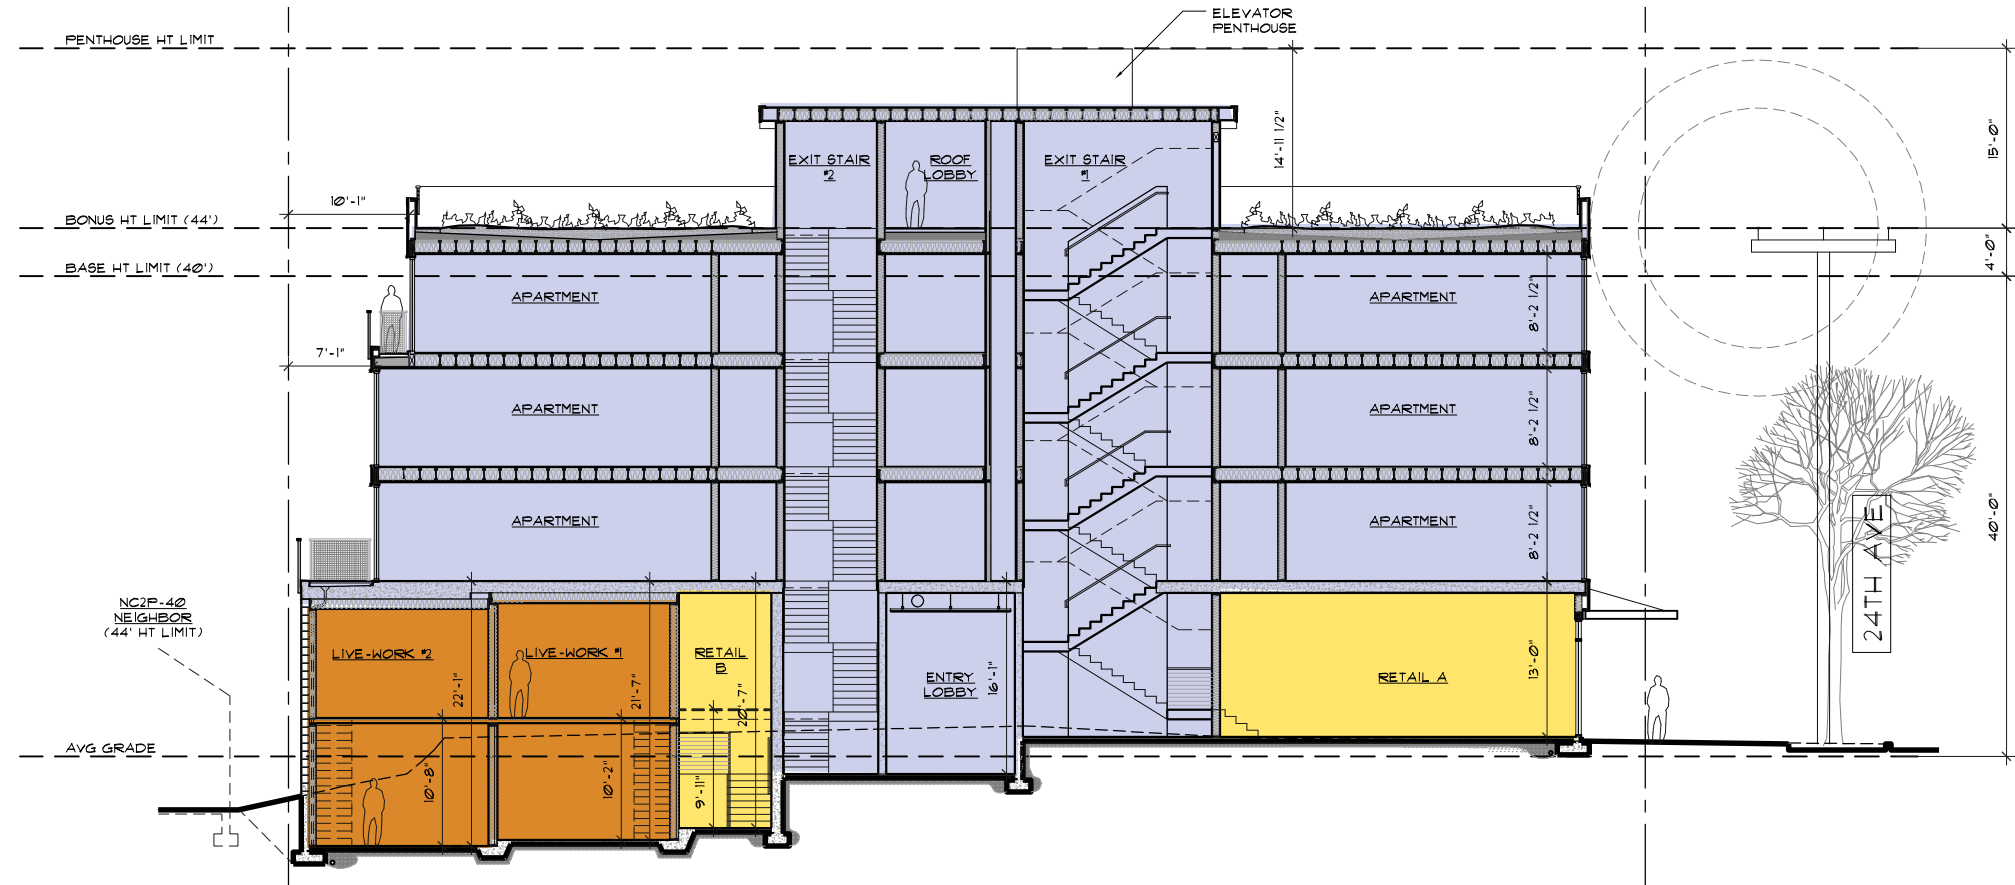 ELEVATOR
PENTHOUSE
PENTHOUSE HT LIMIT
14'-11 1/2"
15'-0"
EXIT STAIR
#2
ROOF
LOBBY
EXIT STAIR
#1
10'-1"
BONUS HT LIMIT (44')
4'-0"
BASE HT LIMIT (40')
APARTMENT
APARTMENT
8'-2 1/2"
7'-1"
APARTMENT
APARTMENT
8'-2 1/2"
APARTMENT
APARTMENT
8'-2 1/2"
40'-0"
24TH AVE
NC2P-40
NEIGHBOR
(44' HT LIMIT)
LIVE-WORK #2
LIVE-WORK #1
RETAIL
B
22'-1"
21'-7"
20'-7"
ENTRY
LOBBY
16'-1"
RETAIL A
13'-0"
AVG GRADE
10'-8"
10'-2"
9'-11"